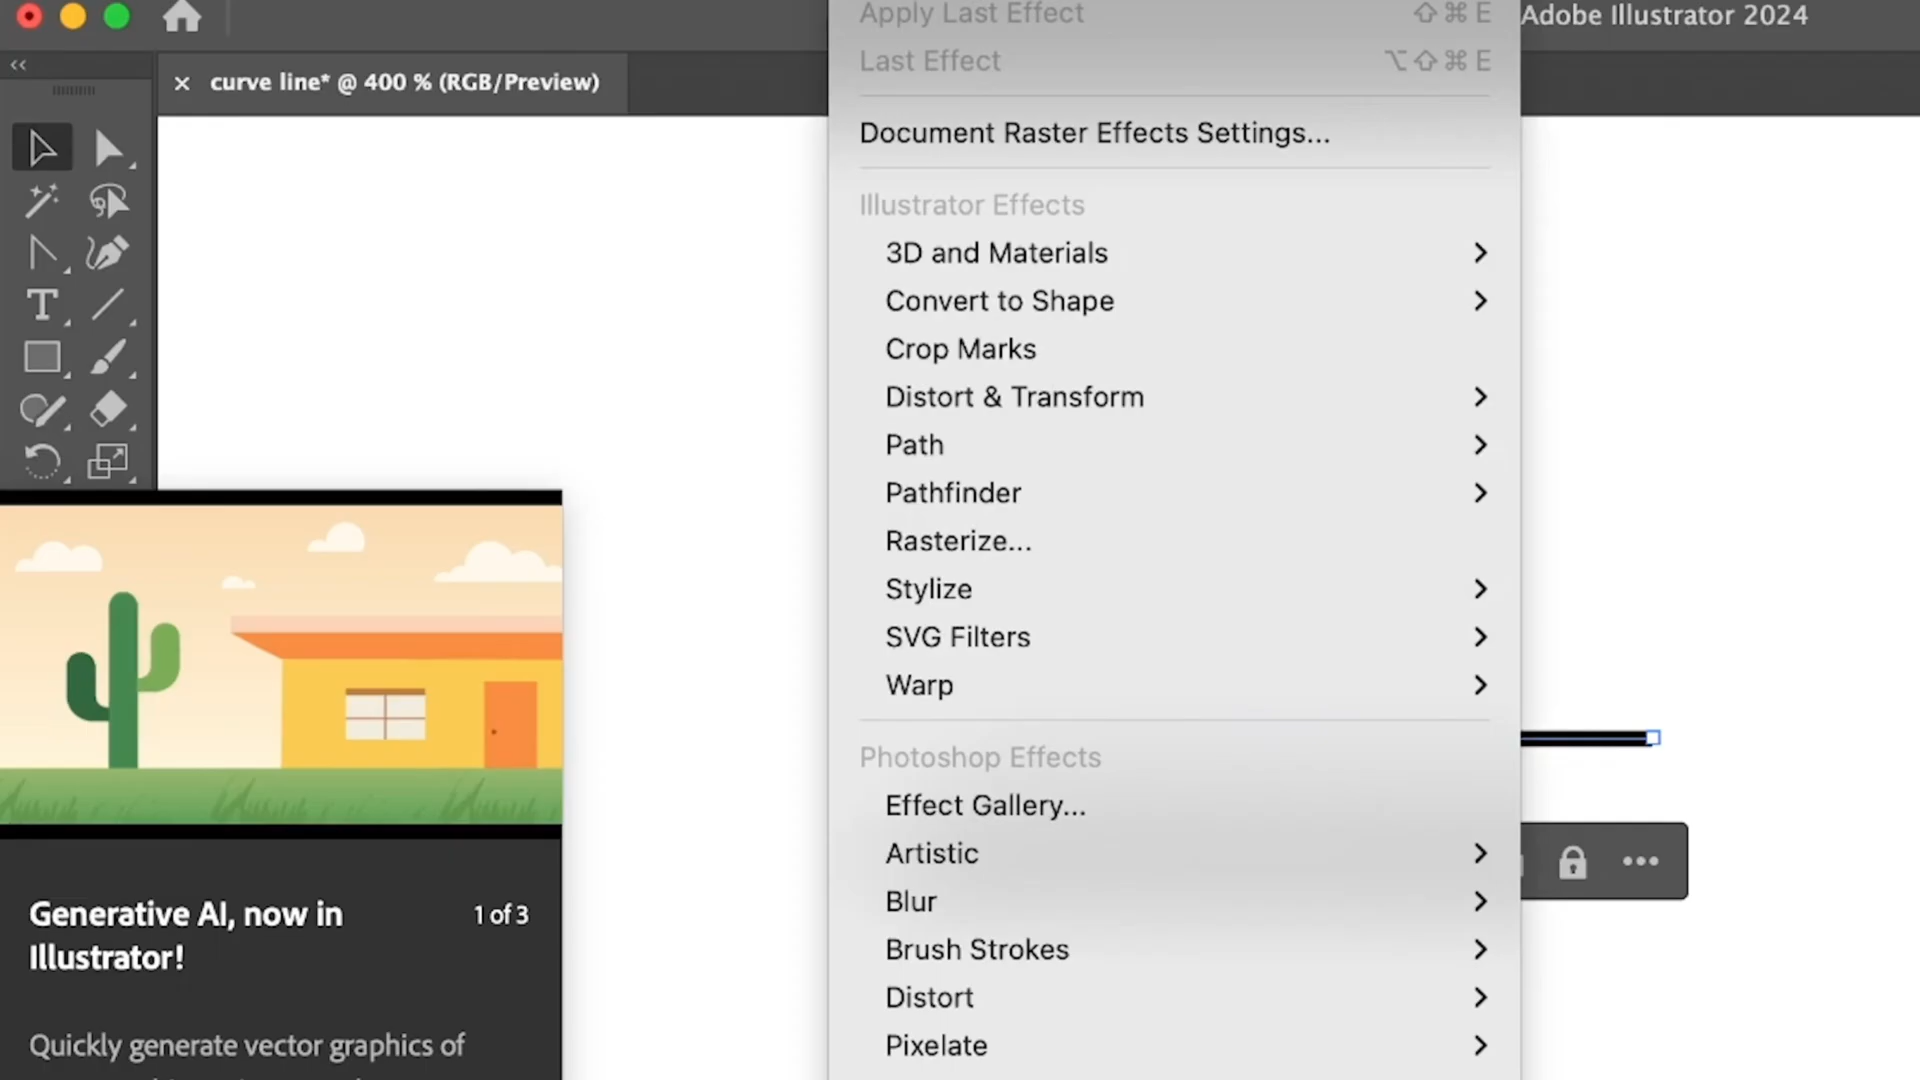 Adobe Illustrator 2024
curve line* @ 400 % (RGB/Preview)
Apply Last Effect ⇧⌘E
Last Effect ⌥⇧⌘E
Document Raster Effects Settings...
Illustrator Effects
3D and Materials
Convert to Shape
Crop Marks
Distort & Transform
Path
Pathfinder
Rasterize...
Stylize
SVG Filters
Warp
Photoshop Effects
Effect Gallery...
Artistic
Blur
Brush Strokes
Distort
Pixelate
Generative AI, now in
Illustrator!
1 of 3
Quickly generate vector graphics of